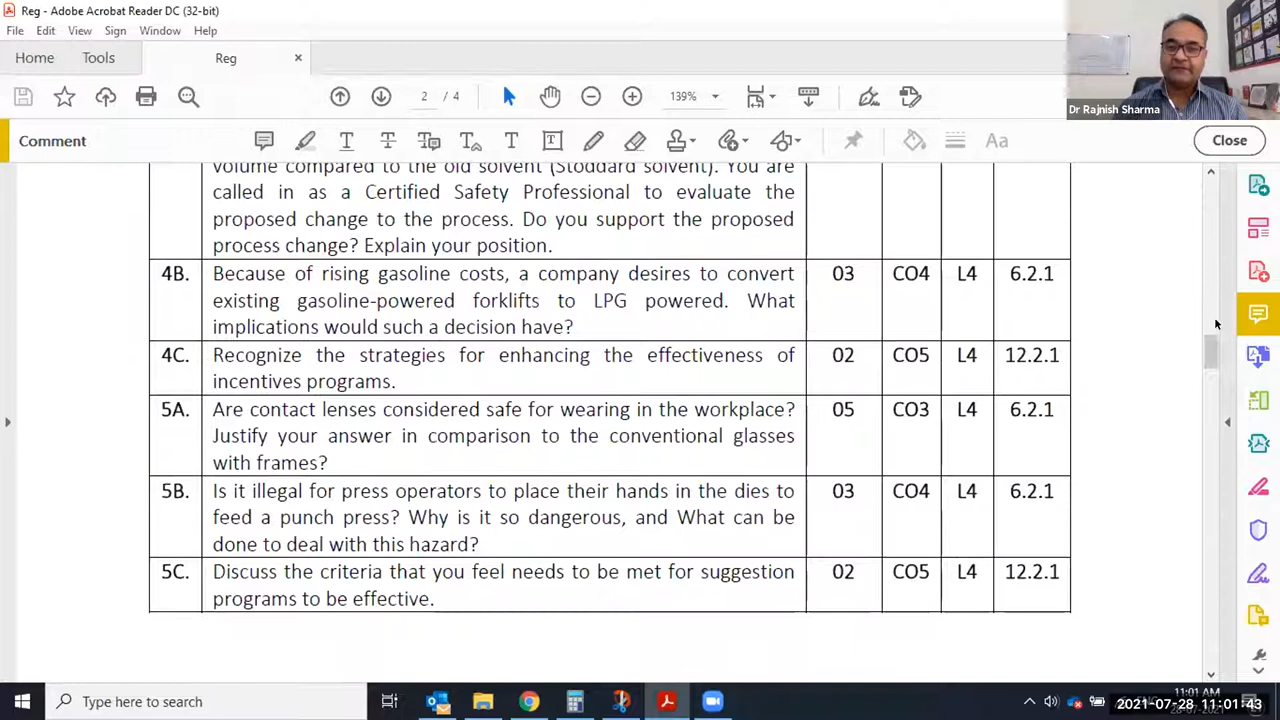 Reg - Adobe Acrobat Reader DC (32-bit)
File Edit View Sign Window Help
Home Tools Reg ×
2 / 4 139%
Dr Rajnish Sharma
Comment Close
volume compared to the old solvent (Stoddard solvent). You are
called in as a Certified Safety Professional to evaluate the
proposed change to the process. Do you support the proposed
process change? Explain your position.
4B. Because of rising gasoline costs, a company desires to convert 03 CO4 L4 6.2.1
existing gasoline-powered forklifts to LPG powered. What
implications would such a decision have?
4C. Recognize the strategies for enhancing the effectiveness of 02 CO5 L4 12.2.1
incentives programs.
5A. Are contact lenses considered safe for wearing in the workplace? 05 CO3 L4 6.2.1
Justify your answer in comparison to the conventional glasses
with frames?
5B. Is it illegal for press operators to place their hands in the dies to 03 CO4 L4 6.2.1
feed a punch press? Why is it so dangerous, and What can be
done to deal with this hazard?
5C. Discuss the criteria that you feel needs to be met for suggestion 02 CO5 L4 12.2.1
programs to be effective.
Type here to search
11:01 AM
2021-07-28 11:01:43